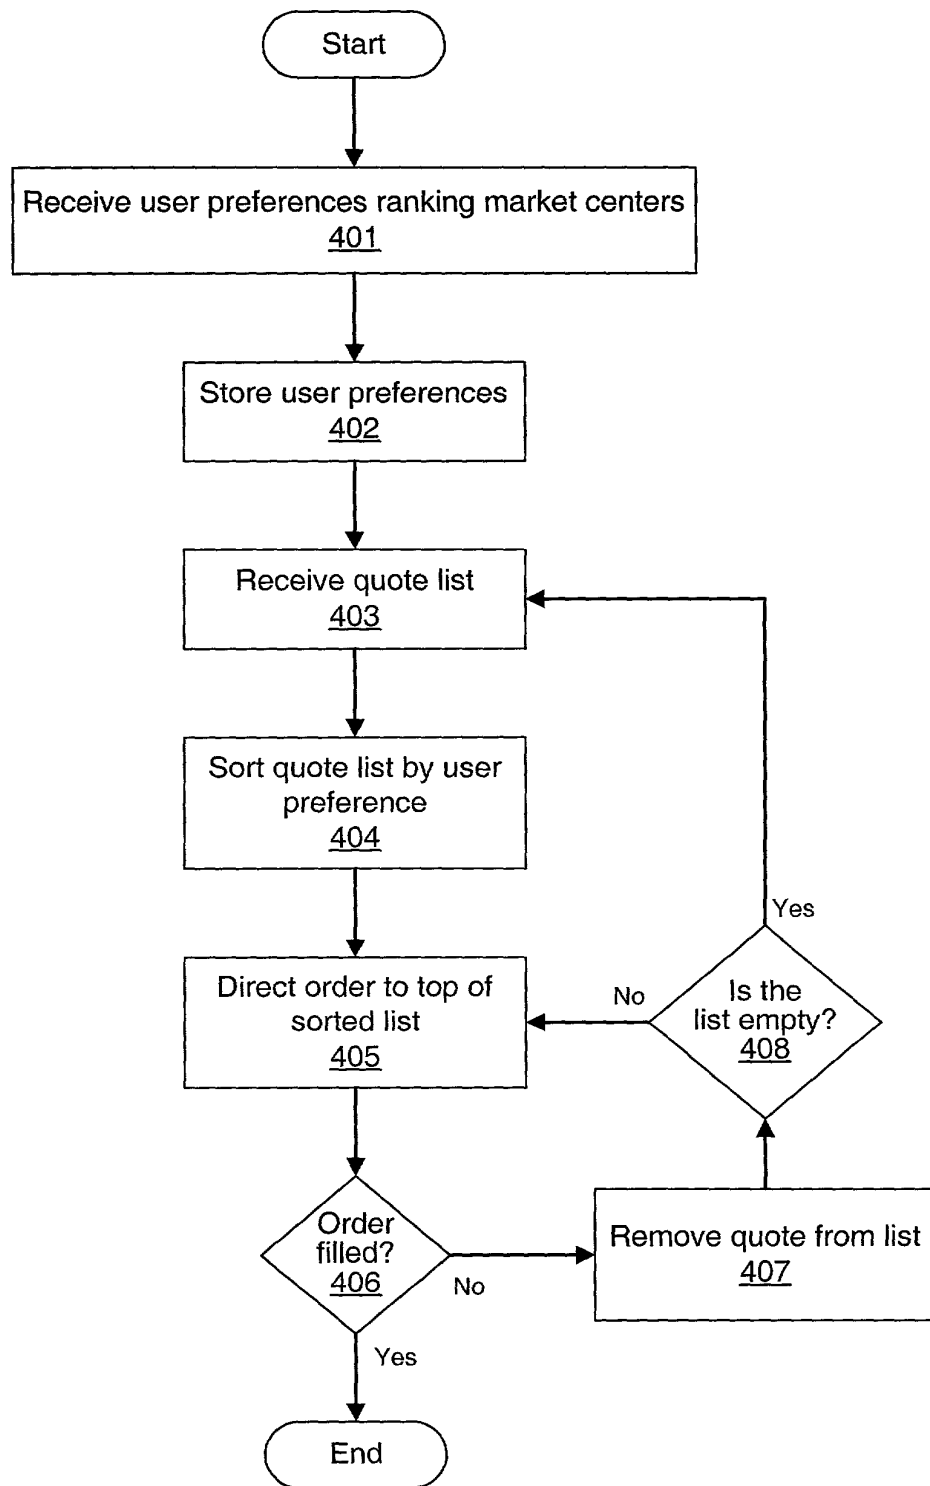 Start
Receive user preferences ranking market centers
401
Store user preferences
402
Receive quote list
403
Sort quote list by user
preference
404
Yes
Direct order to top of
sorted list
405
No
Is the
list empty?
408
Order
filled?
406
No
Remove quote from list
407
Yes
End